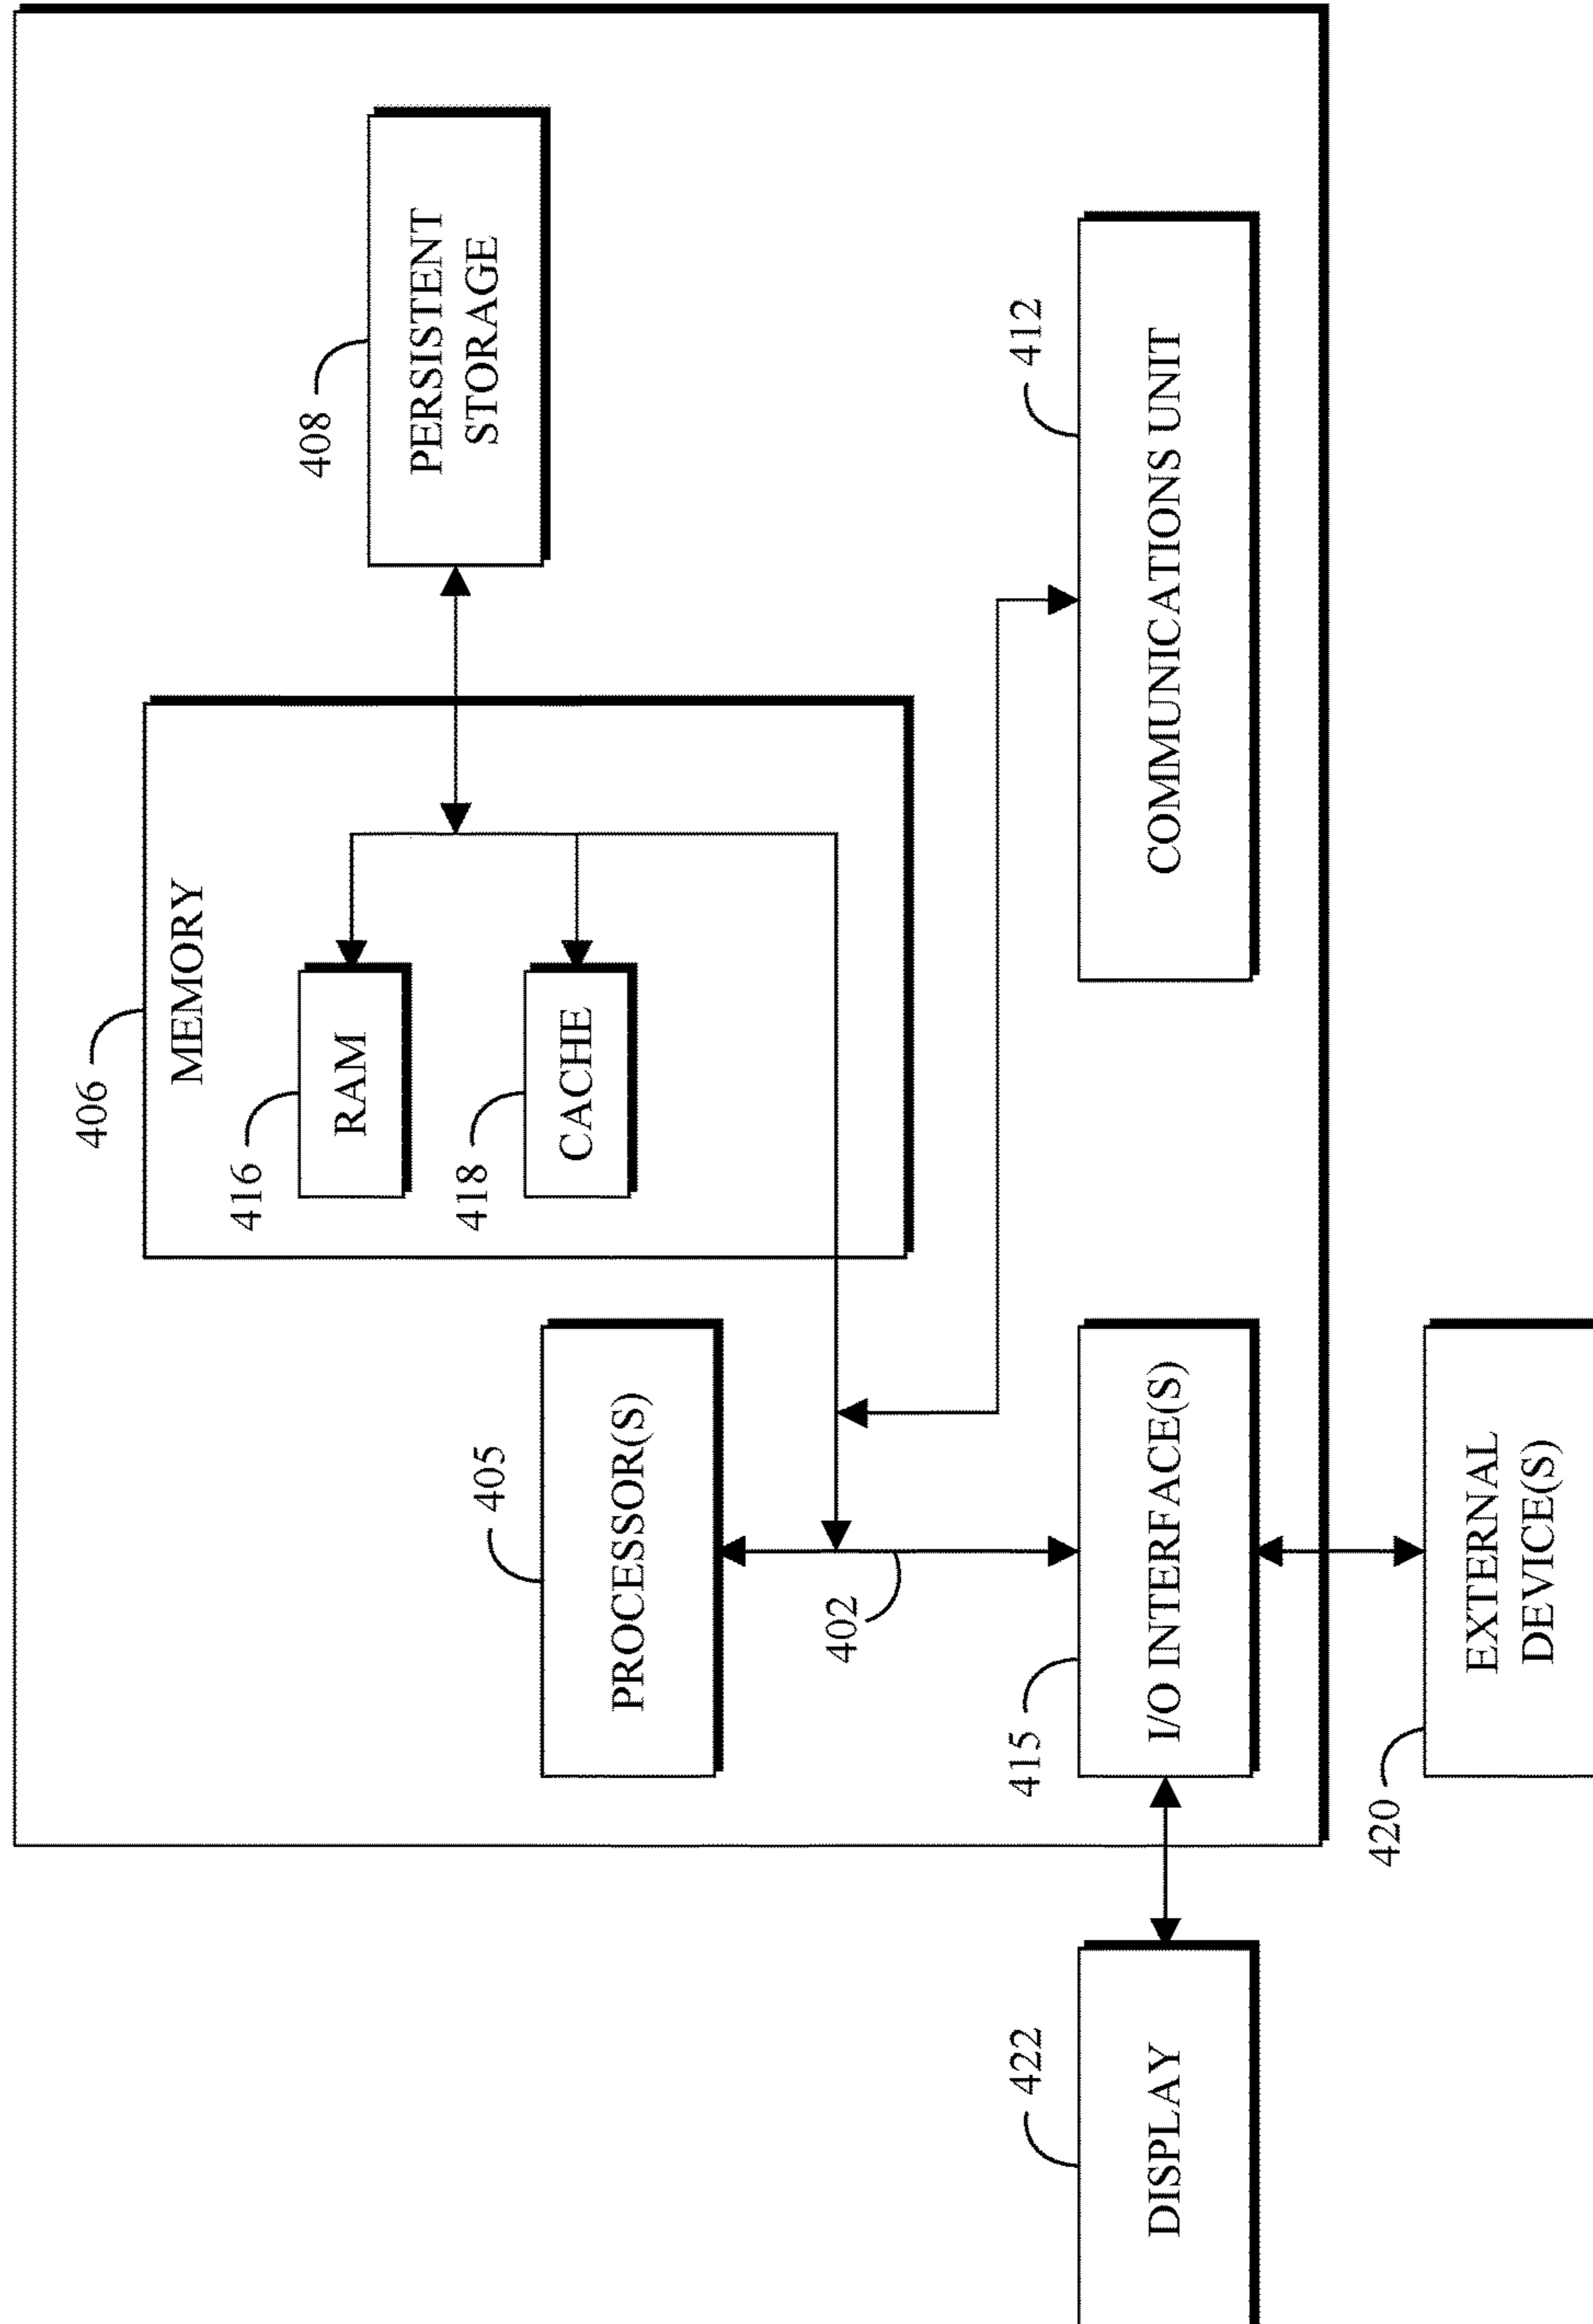 406
MEMORY
416
RAM
418
CACHE
408
PERSISTENT
STORAGE
405
PROCESSOR(S)
402
412
COMMUNICATIONS UNIT
415
I/O INTERFACE(S)
422
DISPLAY
420
EXTERNAL
DEVICE(S)